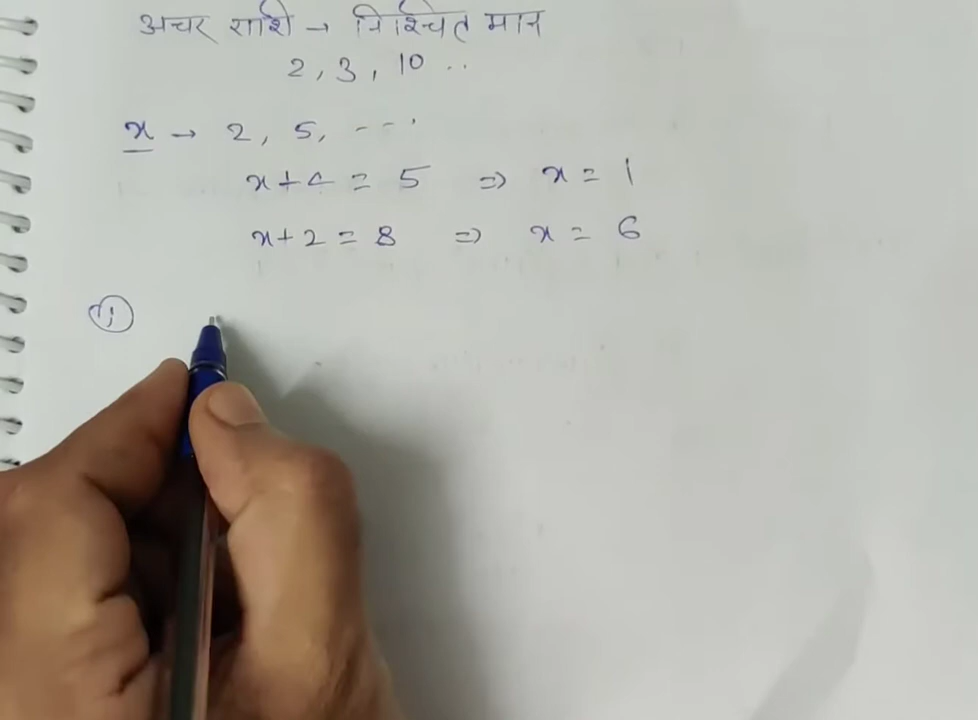 अचर राशि → निश्चित मान
2, 3, 10 ..
x → 2, 5, ---'
x+4 = 5 ⇒ x = 1
x+2 = 8 ⇒ x = 6